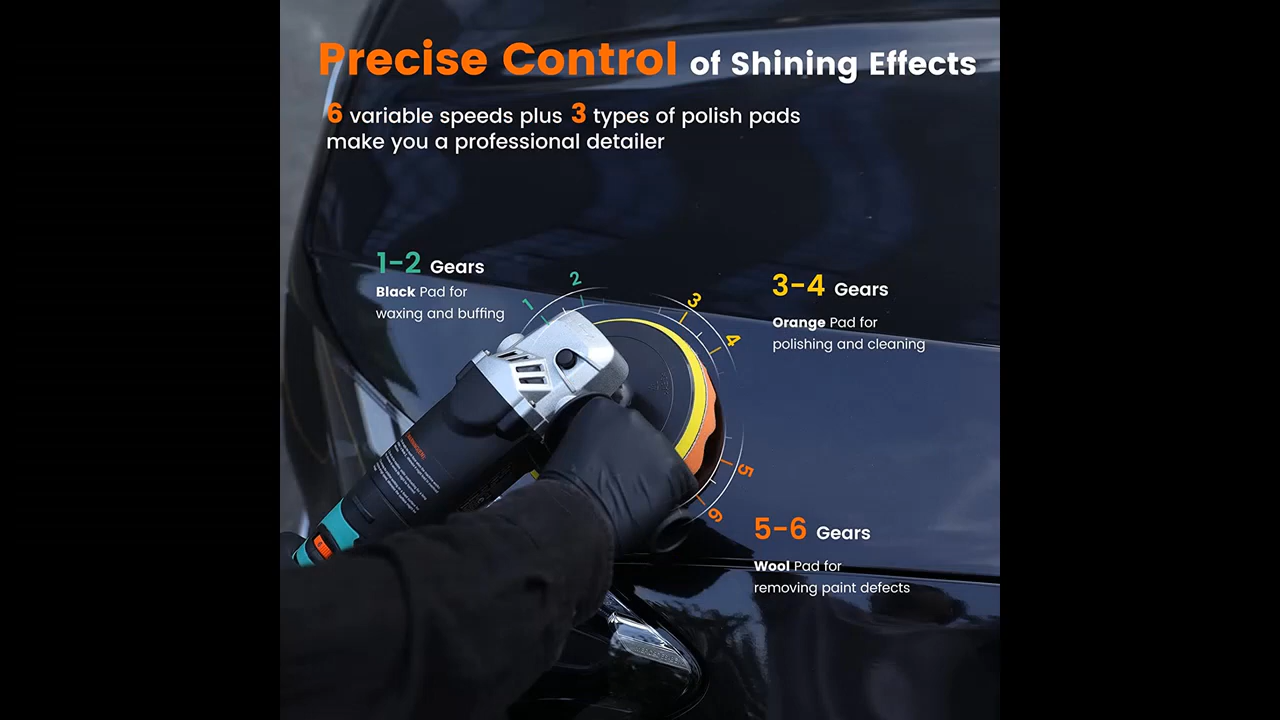 Precise Control of Shining Effects
6 variable speeds plus 3 types of polish pads
make you a professional detailer
1-2 Gears
Black Pad for
waxing and buffing
1
2
3
4
5
6
3-4 Gears
Orange Pad for
polishing and cleaning
5-6 Gears
Wool Pad for
removing paint defects